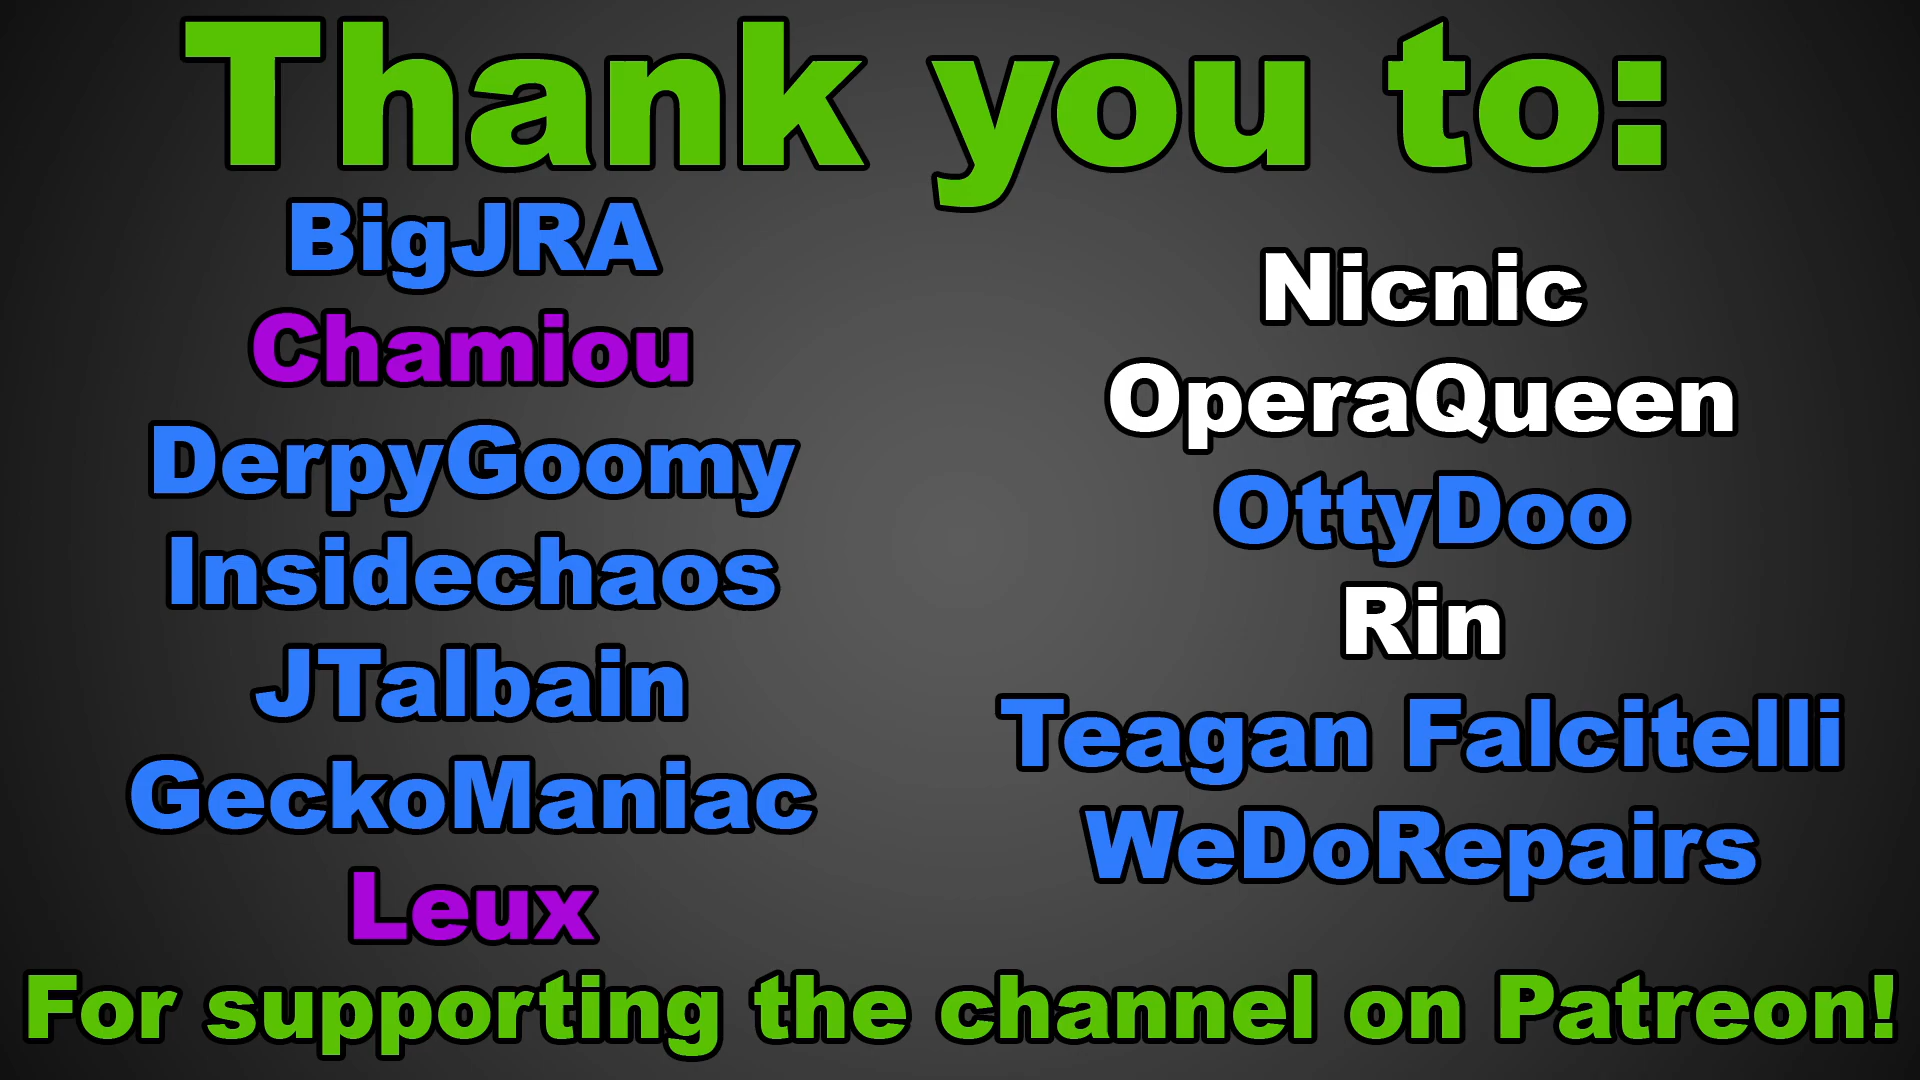 Thank you to:
BigJRA
Chamiou
DerpyGoomy
Insidechaos
JTalbain
GeckoManiac
Leux
Nicnic
OperaQueen
OttyDoo
Rin
Teagan Falcitelli
WeDoRepairs
For supporting the channel on Patreon!